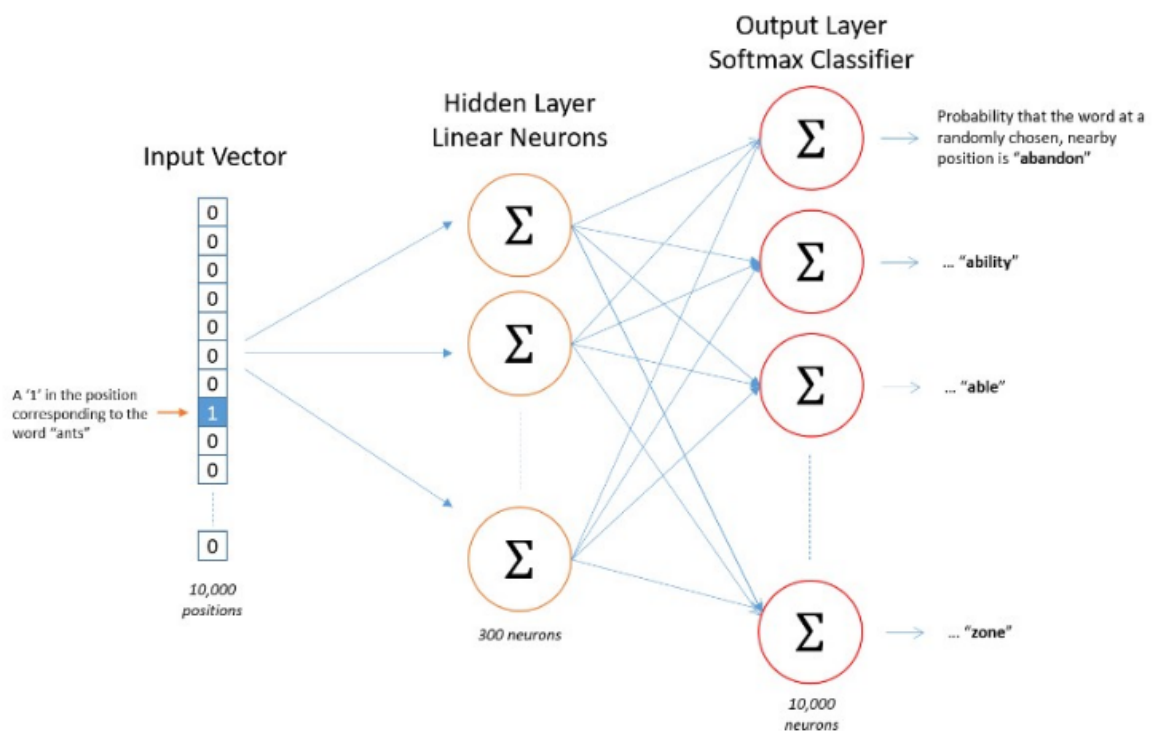 Output Layer
Softmax Classifier
Hidden Layer
Linear Neurons
Input Vector
0
0
0
0
0
0
0
1
0
0
0
A ‘1’ in the position
corresponding to the
word “ants”
10,000
positions
Σ
Σ
Σ
300 neurons
Σ
Σ
Σ
Σ
10,000
neurons
Probability that the word at a
randomly chosen, nearby
position is “abandon”
... “ability”
... “able”
... “zone”